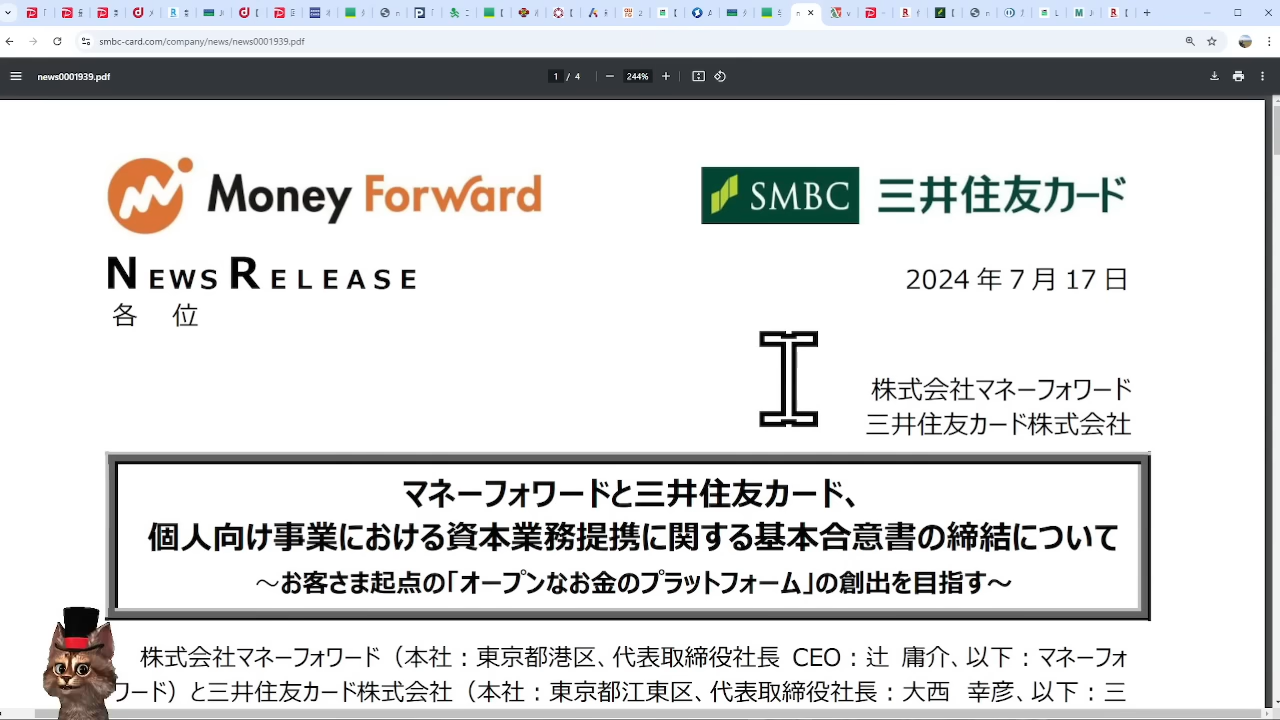 smbc-card.com/company/news/news0001939.pdf
news0001939.pdf
1 / 4
244%
Money Forward
SMBC 三井住友カード
NEWS RELEASE
2024 年 7 月 17 日
各 位
株式会社マネーフォワード
三井住友カード株式会社
マネーフォワードと三井住友カード、
個人向け事業における資本業務提携に関する基本合意書の締結について
～お客さま起点の「オープンなお金のプラットフォーム」の創出を目指す～
株式会社マネーフォワード（本社：東京都港区、代表取締役社長 CEO：辻 庸介、以下：マネーフォ
ワード）と三井住友カード株式会社（本社：東京都江東区、代表取締役社長：大西 幸彦、以下：三